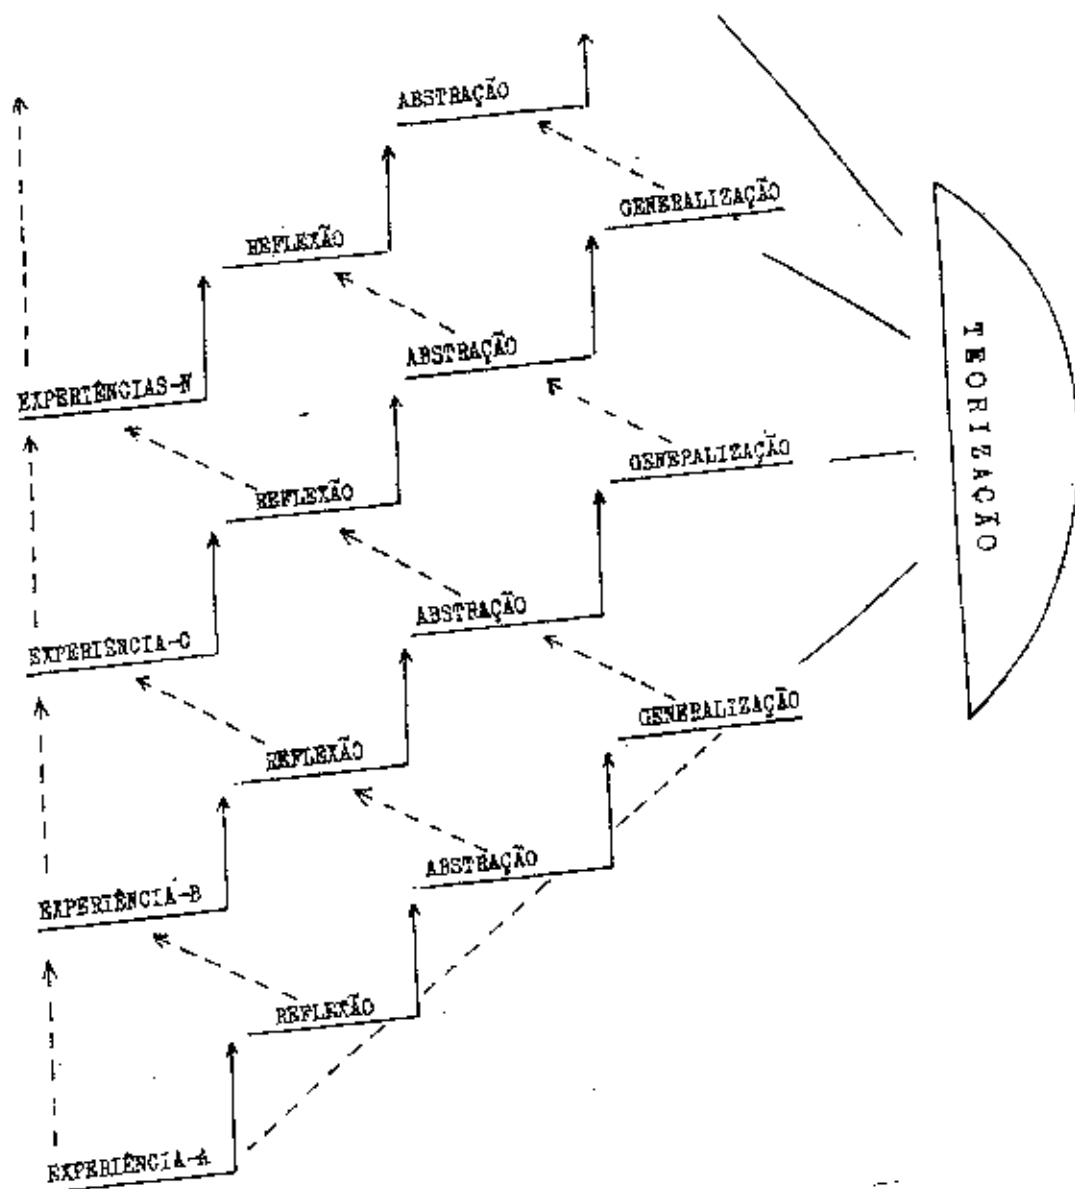 ABSTRAÇÃO
GENERALIZAÇÃO
REFLEXÃO
ABSTRAÇÃO
EXPERIÊNCIAS-N
GENERALIZAÇÃO
REFLEXÃO
ABSTRAÇÃO
EXPERIÊNCIA-C
GENERALIZAÇÃO
REFLEXÃO
ABSTRAÇÃO
EXPERIÊNCIA-B
REFLEXÃO
EXPERIÊNCIA-A
TEORIZAÇÃO